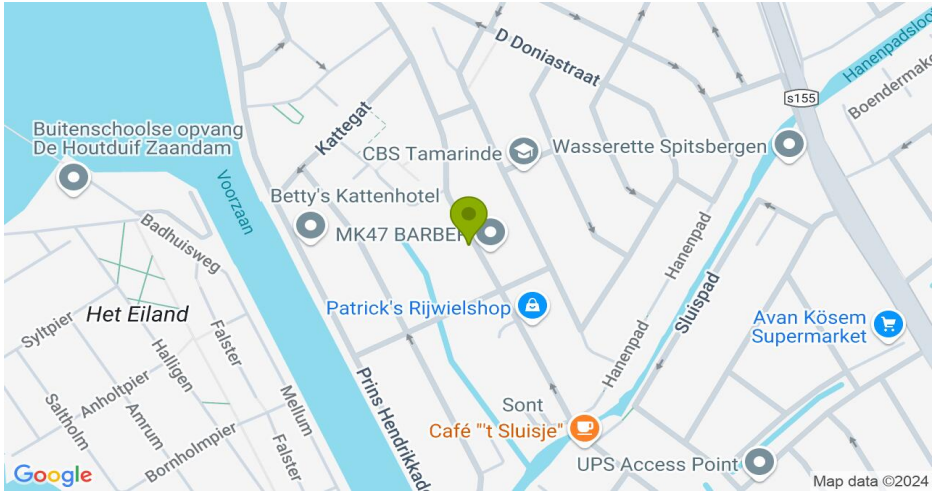 D Doniastraat
Hanenpadsloo
Boendermake
s155
Kattegat
Buitenschoolse opvang
De Houtduif Zaandam
CBS Tamarinde
Wasserette Spitsbergen
Voorzaan
Betty's Kattenhotel
MK47 BARBER
Badhuisweg
Hanenpad
Sluispad
Het Eiland
Patrick's Rijwielshop
Avan Kösem
Supermarket
Syltpier
Falster
Halligen
Hanenpad
Anholtpier
Prins Hendrikkad
Saltholm
Amrum
Mellum
Bornholmpier
Falster
Sont
Café "'t Sluisje"
UPS Access Point
Google
Map data ©2024